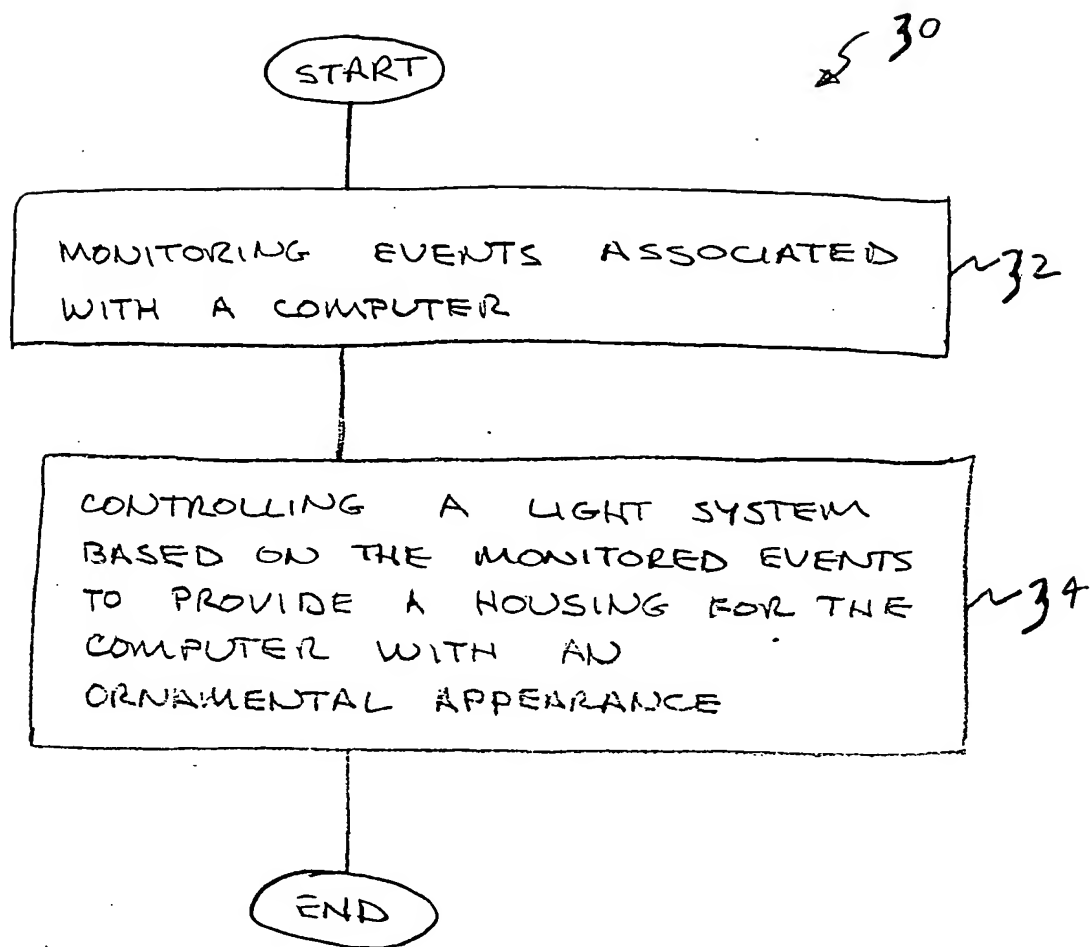 30
START
MONITORING EVENTS ASSOCIATED
WITH A COMPUTER
32
CONTROLLING A LIGHT SYSTEM
BASED ON THE MONITORED EVENTS
TO PROVIDE A HOUSING FOR THE
COMPUTER WITH AN
ORNAMENTAL APPEARANCE
34
END